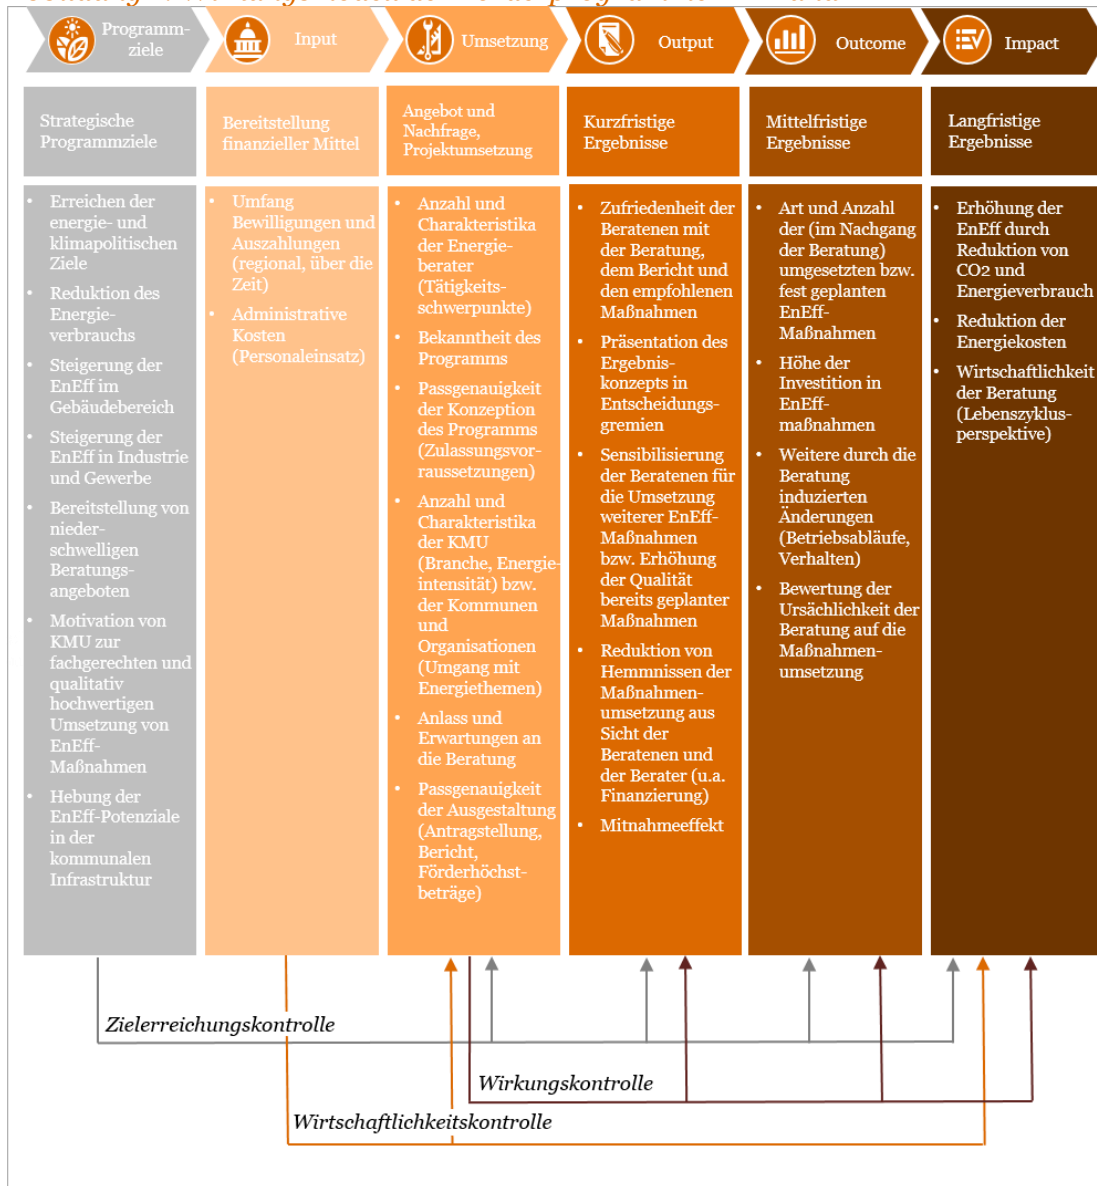 Programm-
ziele
Input
Umsetzung
Output
Outcome
Impact
Strategische
Programmziele
Bereitstellung
finanzieller Mittel
Angebot und
Nachfrage,
Projektumsetzung
Kurzfristige
Ergebnisse
Mittelfristige
Ergebnisse
Langfristige
Ergebnisse
• Erreichen der
energie- und
klimapolitischen
Ziele
• Reduktion des
Energie-
verbrauchs
• Steigerung der
EnEff im
Gebäudebereich
• Steigerung der
EnEff in Industrie
und Gewerbe
• Bereitstellung von
nieder-
schwelligen
Beratungs-
angeboten
• Motivation von
KMU zur
fachgerechten und
qualitativ
hochwertigen
Umsetzung von
EnEff-
Maßnahmen
• Hebung der
EnEff-Potenziale
in der
kommunalen
Infrastruktur
• Umfang
Bewilligungen und
Auszahlungen
(regional, über die
Zeit)
• Administrative
Kosten
(Personaleinsatz)
• Anzahl und
Charakteristika
der Energie-
berater
(Tätigkeits-
schwerpunkte)
• Bekanntheit des
Programms
• Passgenauigkeit
der Konzeption
des Programms
(Zulassungsvor-
raussetzungen)
• Anzahl und
Charakteristika
der KMU
(Branche, Energie-
intensität) bzw.
der Kommunen
und
Organisationen
(Umgang mit
Energiethemen)
• Anlass und
Erwartungen an
die Beratung
• Passgenauigkeit
der Ausgestaltung
(Antragstellung,
Bericht,
Förderhöchst-
beträge)
• Zufriedenheit der
Beratenen mit
der Beratung,
dem Bericht und
den empfohlenen
Maßnahmen
• Präsentation des
Ergebnis-
konzepts in
Entscheidungs-
gremien
• Sensibilisierung
der Beratenen für
die Umsetzung
weiterer EnEff-
Maßnahmen
bzw. Erhöhung
der Qualität
bereits geplanter
Maßnahmen
• Reduktion von
Hemmnissen der
Maßnahmen-
umsetzung aus
Sicht der
Beratenen und
der Berater (u.a.
Finanzierung)
• Mitnahmeeffekt
• Art und Anzahl
der (im Nachgang
der Beratung)
umgesetzten bzw.
fest geplanten
EnEff-
Maßnahmen
• Höhe der
Investition in
EnEff-
maßnahmen
• Weitere durch die
Beratung
induzierten
Änderungen
(Betriebsabläufe,
Verhalten)
• Bewertung der
Ursächlichkeit der
Beratung auf die
Maßnahmen-
umsetzung
• Erhöhung der
EnEff durch
Reduktion von
CO2 und
Energieverbrauch
• Reduktion der
Energiekosten
• Wirtschaftlichkeit
der Beratung
(Lebenszyklus-
perspektive)
Zielerreichungskontrolle
Wirkungskontrolle
Wirtschaftlichkeitskontrolle